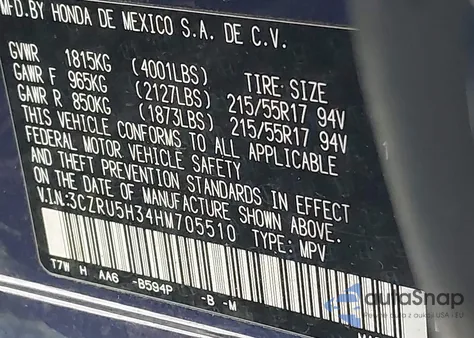 MFD.BY HONDA DE MEXICO S.A. DE C.V.
GVWR 1815KG (4001LBS) TIRE SIZE
GAWR F 965KG (2127LBS) 215/55R17 94V
GAWR R 850KG (1873LBS) 215/55R17 94V
THIS VEHICLE CONFORMS TO ALL APPLICABLE
FEDERAL MOTOR VEHICLE SAFETY
AND THEFT PREVENTION STANDARDS IN EFFECT
ON THE DATE OF MANUFACTURE SHOWN ABOVE.
V.I.N:3CZRU5H34HM705510 TYPE: MPV
T7W H AA6 -B594P -B -M
autoSnap